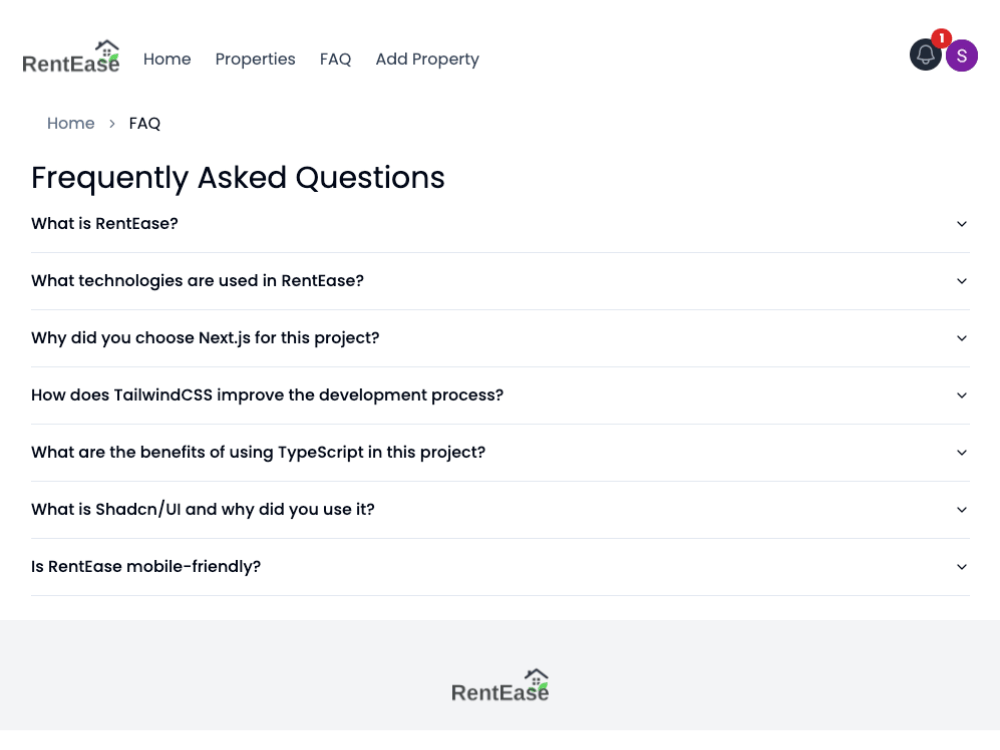 RentEase
Home Properties FAQ Add Property
1
S
Home > FAQ
Frequently Asked Questions
What is RentEase?
What technologies are used in RentEase?
Why did you choose Next.js for this project?
How does TailwindCSS improve the development process?
What are the benefits of using TypeScript in this project?
What is Shadcn/UI and why did you use it?
Is RentEase mobile-friendly?
RentEase